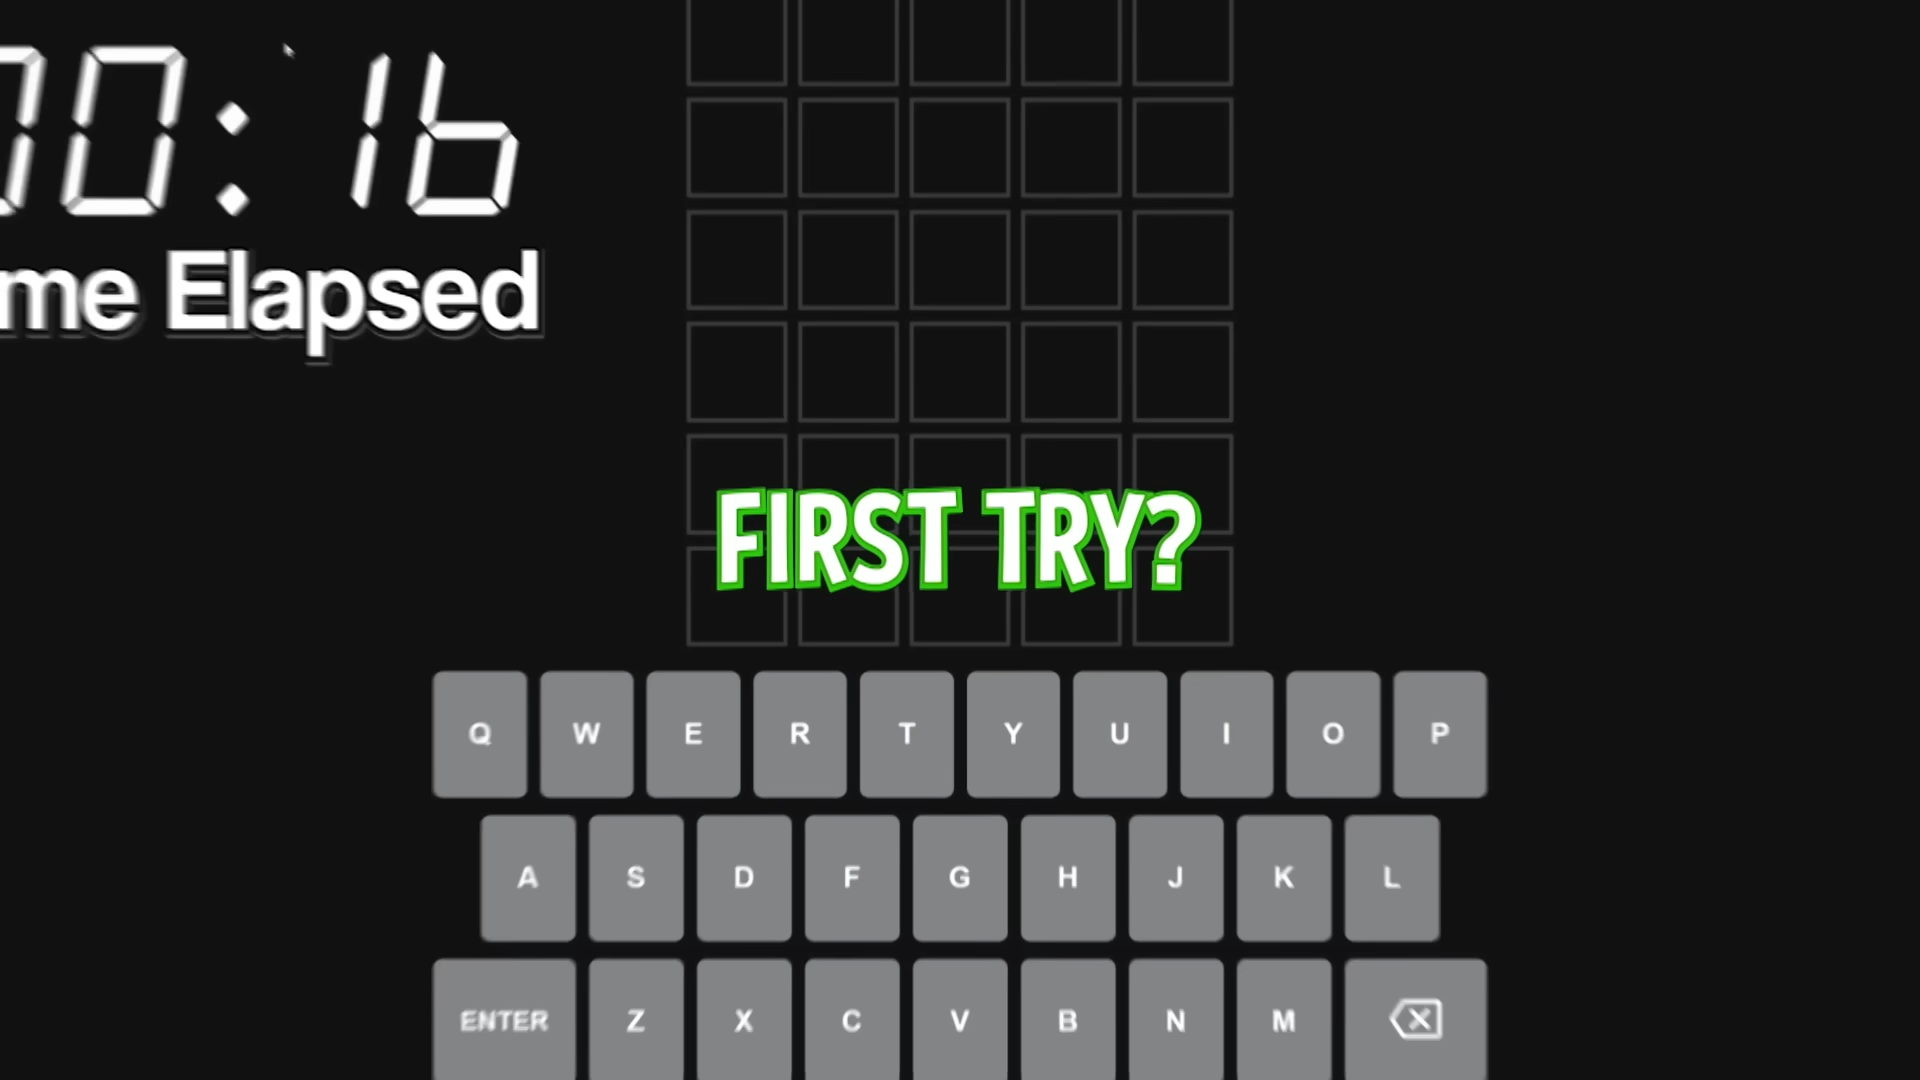 00:16
me Elapsed
FIRST TRY?
Q W E R T Y U I O P
A S D F G H J K L
ENTER Z X C V B N M